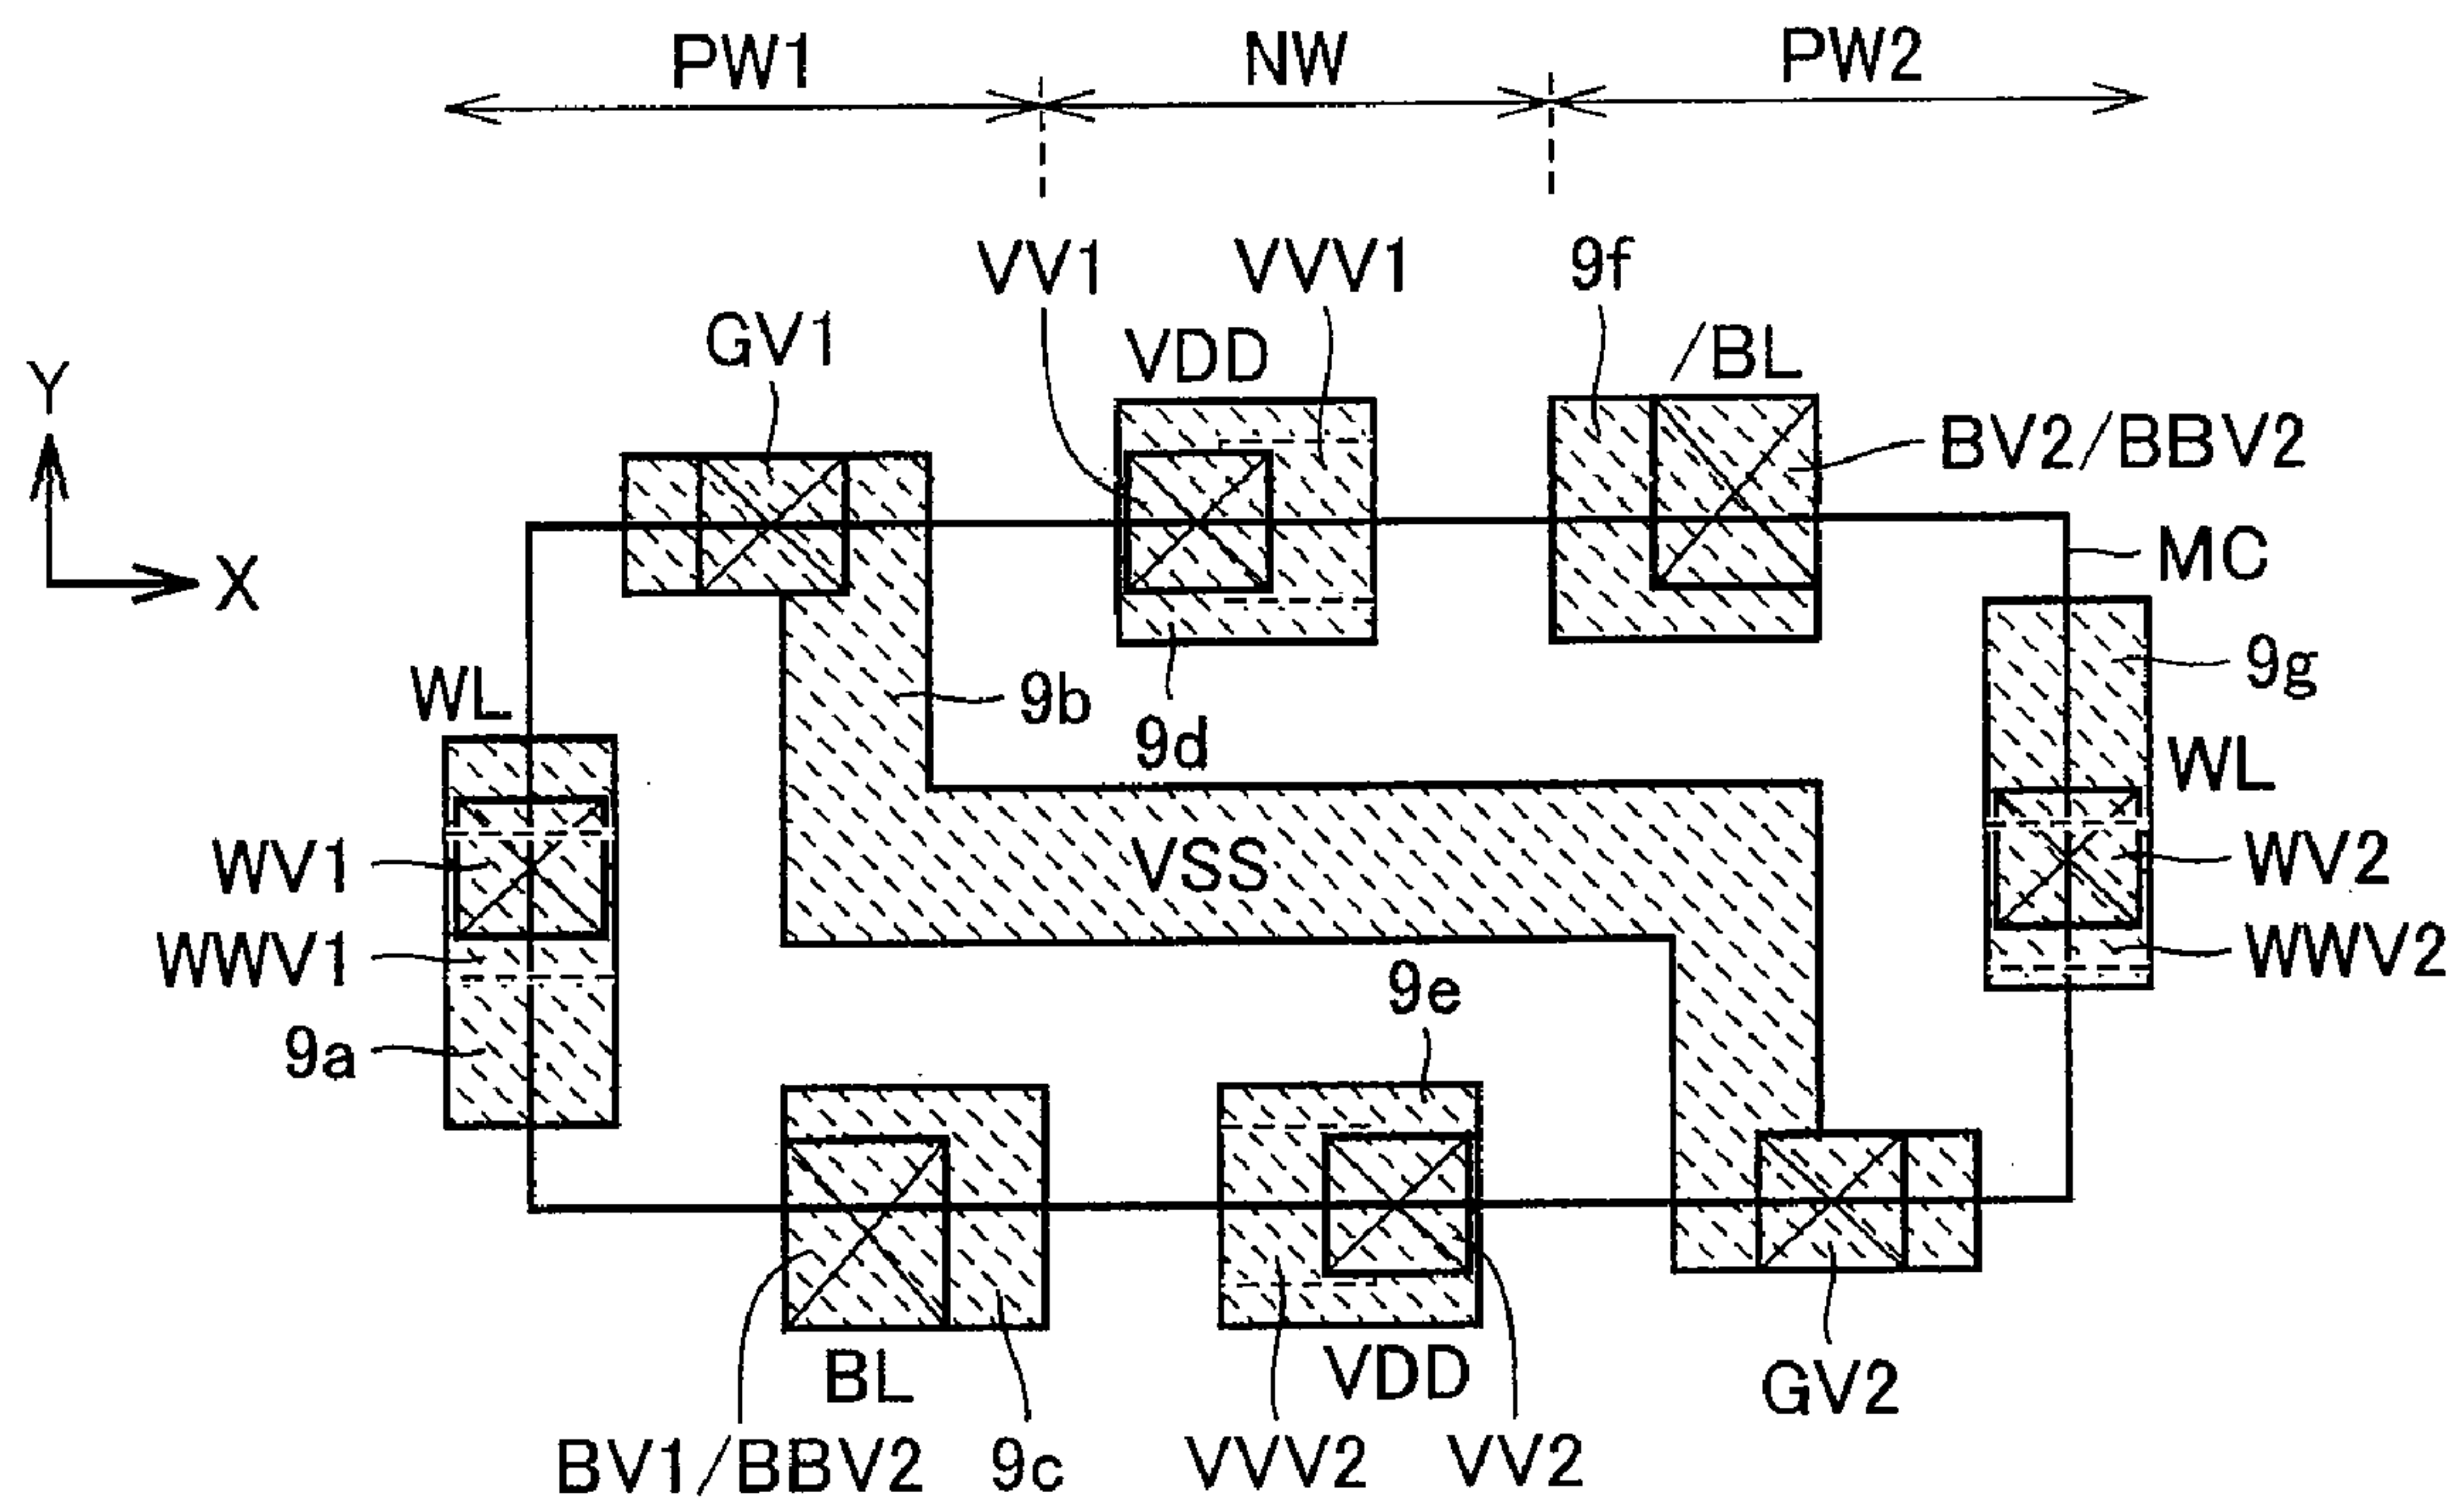 PW1 NW PW2
VV1 VVV1 9f
GV1 VDD /BL
Y
BV2/BBV2
X
MC
WL 9b 9d 9g
WL
WV1 VSS WV2
WWV1 9e WWV2
9a
BL VDD GV2
BV1/BBV2 9c VVV2 VV2